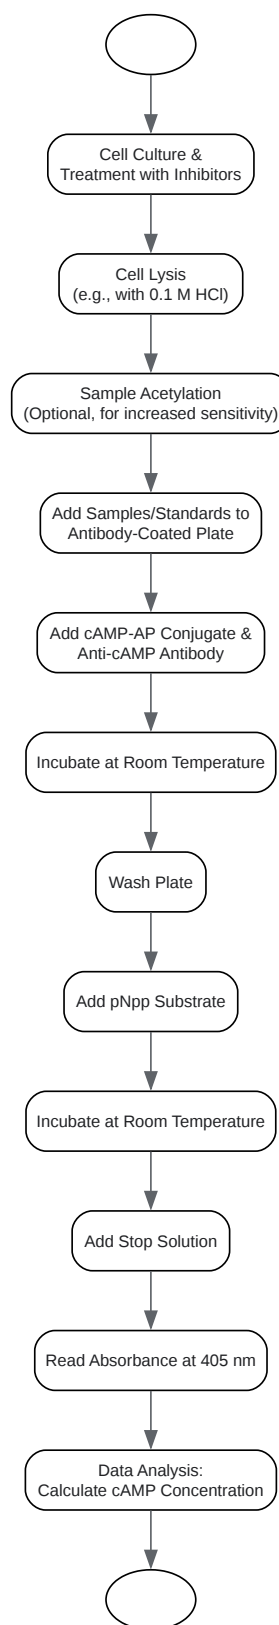 Cell Culture &
Treatment with Inhibitors
Cell Lysis
(e.g., with 0.1 M HCl)
Sample Acetylation
(Optional, for increased sensitivity)
Add Samples/Standards to
Antibody-Coated Plate
Add cAMP-AP Conjugate &
Anti-cAMP Antibody
Incubate at Room Temperature
Wash Plate
Add pNpp Substrate
Incubate at Room Temperature
Add Stop Solution
Read Absorbance at 405 nm
Data Analysis:
Calculate cAMP Concentration